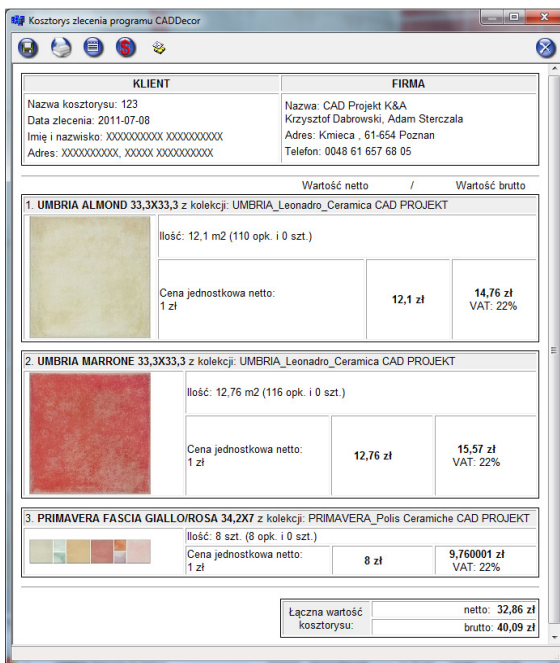 Kosztorys zlecenia programu CADDecor
KLIENT
Nazwa kosztorysu: 123
Data zlecenia: 2011-07-08
Imię i nazwisko: XXXXXXXXXX XXXXXXXXXX
Adres: XXXXXXXXXX, XXXXX XXXXXXXXXX
FIRMA
Nazwa: CAD Projekt K&A
Krzysztof Dabrowski, Adam Sterczala
Adres: Kmieca , 61-654 Poznan
Telefon: 0048 61 657 68 05
Wartość netto / Wartość brutto
1. UMBRIA ALMOND 33,3X33,3 z kolekcji: UMBRIA_Leonadro_Ceramica CAD PROJEKT
Ilość: 12,1 m2 (110 opk. i 0 szt.)
Cena jednostkowa netto:
1 zł
12,1 zł
14,76 zł
VAT: 22%
2. UMBRIA MARRONE 33,3X33,3 z kolekcji: UMBRIA_Leonadro_Ceramica CAD PROJEKT
Ilość: 12,76 m2 (116 opk. i 0 szt.)
Cena jednostkowa netto:
1 zł
12,76 zł
15,57 zł
VAT: 22%
3. PRIMAVERA FASCIA GIALLO/ROSA 34,2X7 z kolekcji: PRIMAVERA_Polis Ceramiche CAD PROJEKT
Ilość: 8 szt. (8 opk. i 0 szt.)
Cena jednostkowa netto:
1 zł
8 zł
9,760001 zł
VAT: 22%
Łączna wartość
kosztorysu:
netto: 32,86 zł
brutto: 40,09 zł